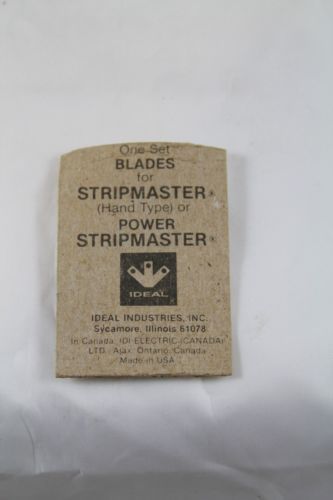 One Set
BLADES
for
STRIPMASTER®
(Hand Type) or
POWER
STRIPMASTER®
IDEAL
IDEAL INDUSTRIES, INC.
Sycamore, Illinois 61078
In Canada: IDI ELECTRIC (CANADA)
LTD., Ajax, Ontario, Canada
Made in USA